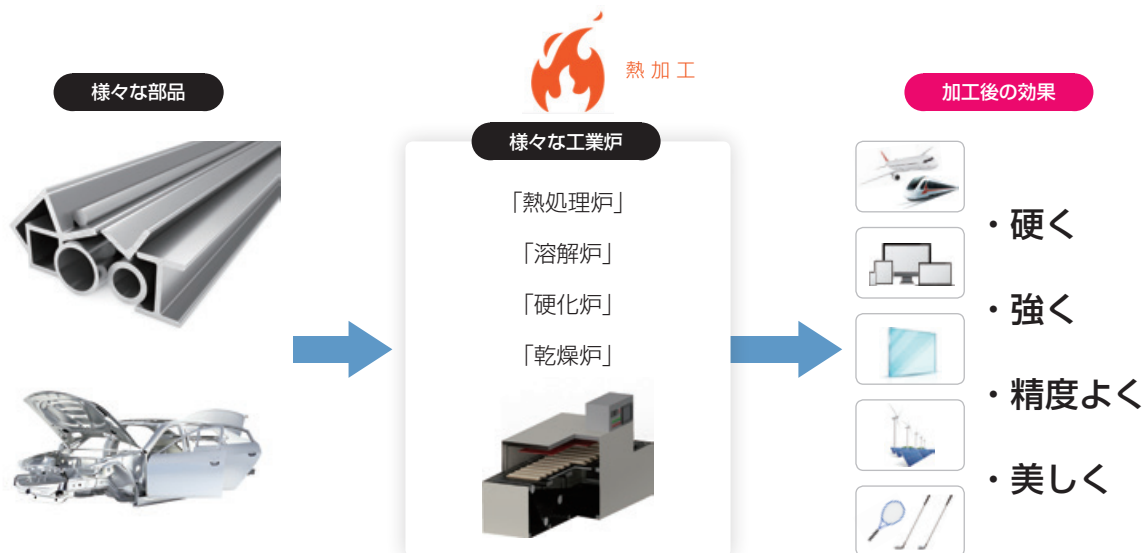 熱加工
様々な部品
様々な工業炉
加工後の効果
「熱処理炉」
「溶解炉」
「硬化炉」
「乾燥炉」
・硬く
・強く
・精度よく
・美しく